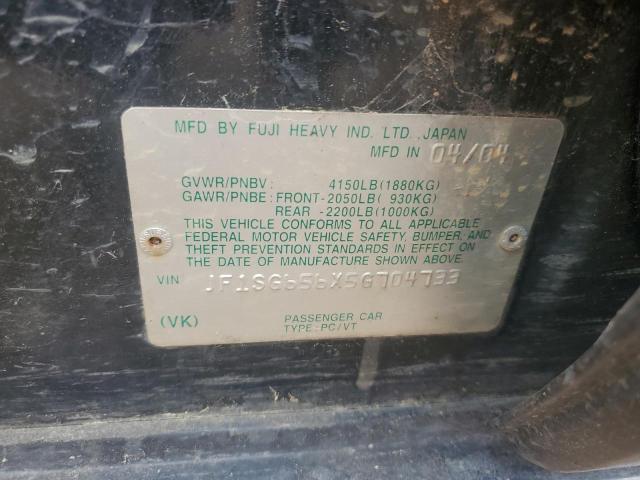 MFD BY FUJI HEAVY IND. LTD. JAPAN
MFD IN 04/04
GVWR/PNBV: 4150LB(1880KG)
GAWR/PNBE: FRONT-2050LB( 930KG)
REAR -2200LB(1000KG)
THIS VEHICLE CONFORMS TO ALL APPLICABLE
FEDERAL MOTOR VEHICLE SAFETY, BUMPER, AND
THEFT PREVENTION STANDARDS IN EFFECT ON
THE DATE OF MANUFACTURE SHOWN ABOVE.
VIN JF1SG656X5G704733
(VK) PASSENGER CAR
TYPE: PC/VT